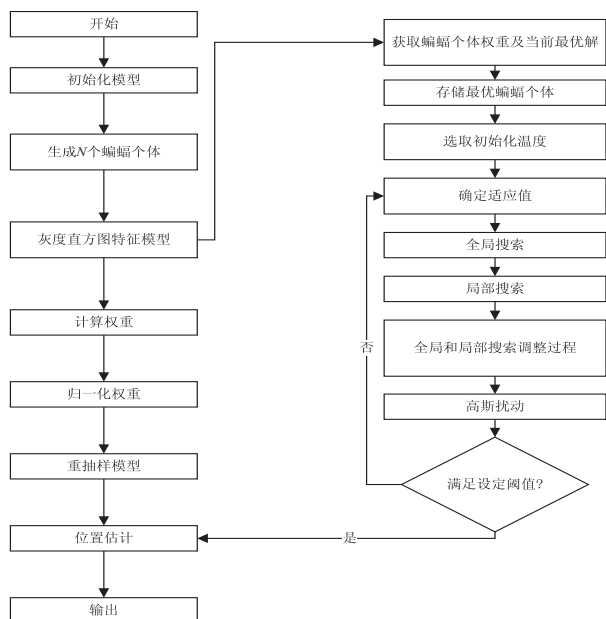 开始
初始化模型
生成N个蝙蝠个体
灰度直方图特征模型
计算权重
归一化权重
重抽样模型
位置估计
输出
获取蝙蝠个体权重及当前最优解
存储最优蝙蝠个体
选取初始化温度
确定适应值
全局搜索
局部搜索
全局和局部搜索调整过程
高斯扰动
满足设定阈值?
否
是